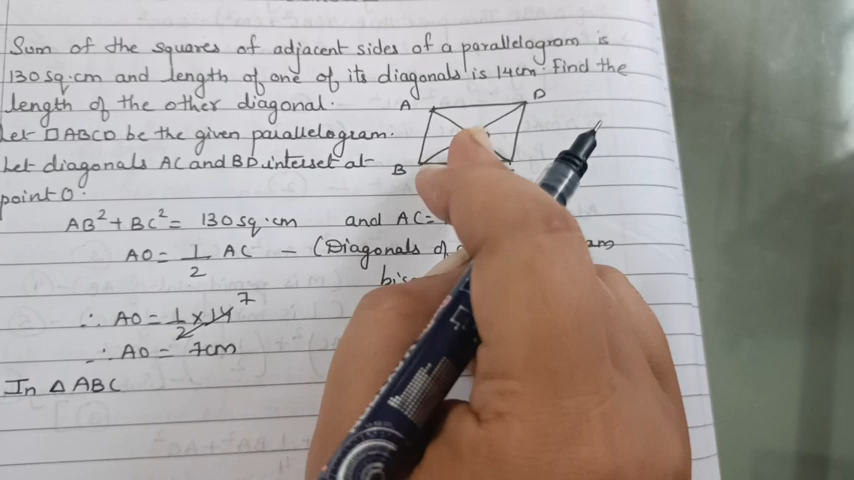 Sum of the squares of adjacent sides of a parallelogram is
130 sq.cm and length of one of its diagonals is 14cm. Find the
length of the other diagonal.
A D
Let □ABCD be the given parallelogram.
Let diagonals AC and BD interset at
B
point O.
AB² + BC² = 130 sq.cm and AC =
AO = 1/2 AC - (Diagonals of
∴ AO = 1/2 x 14 7
∴ AO = 7cm
In △ ABC